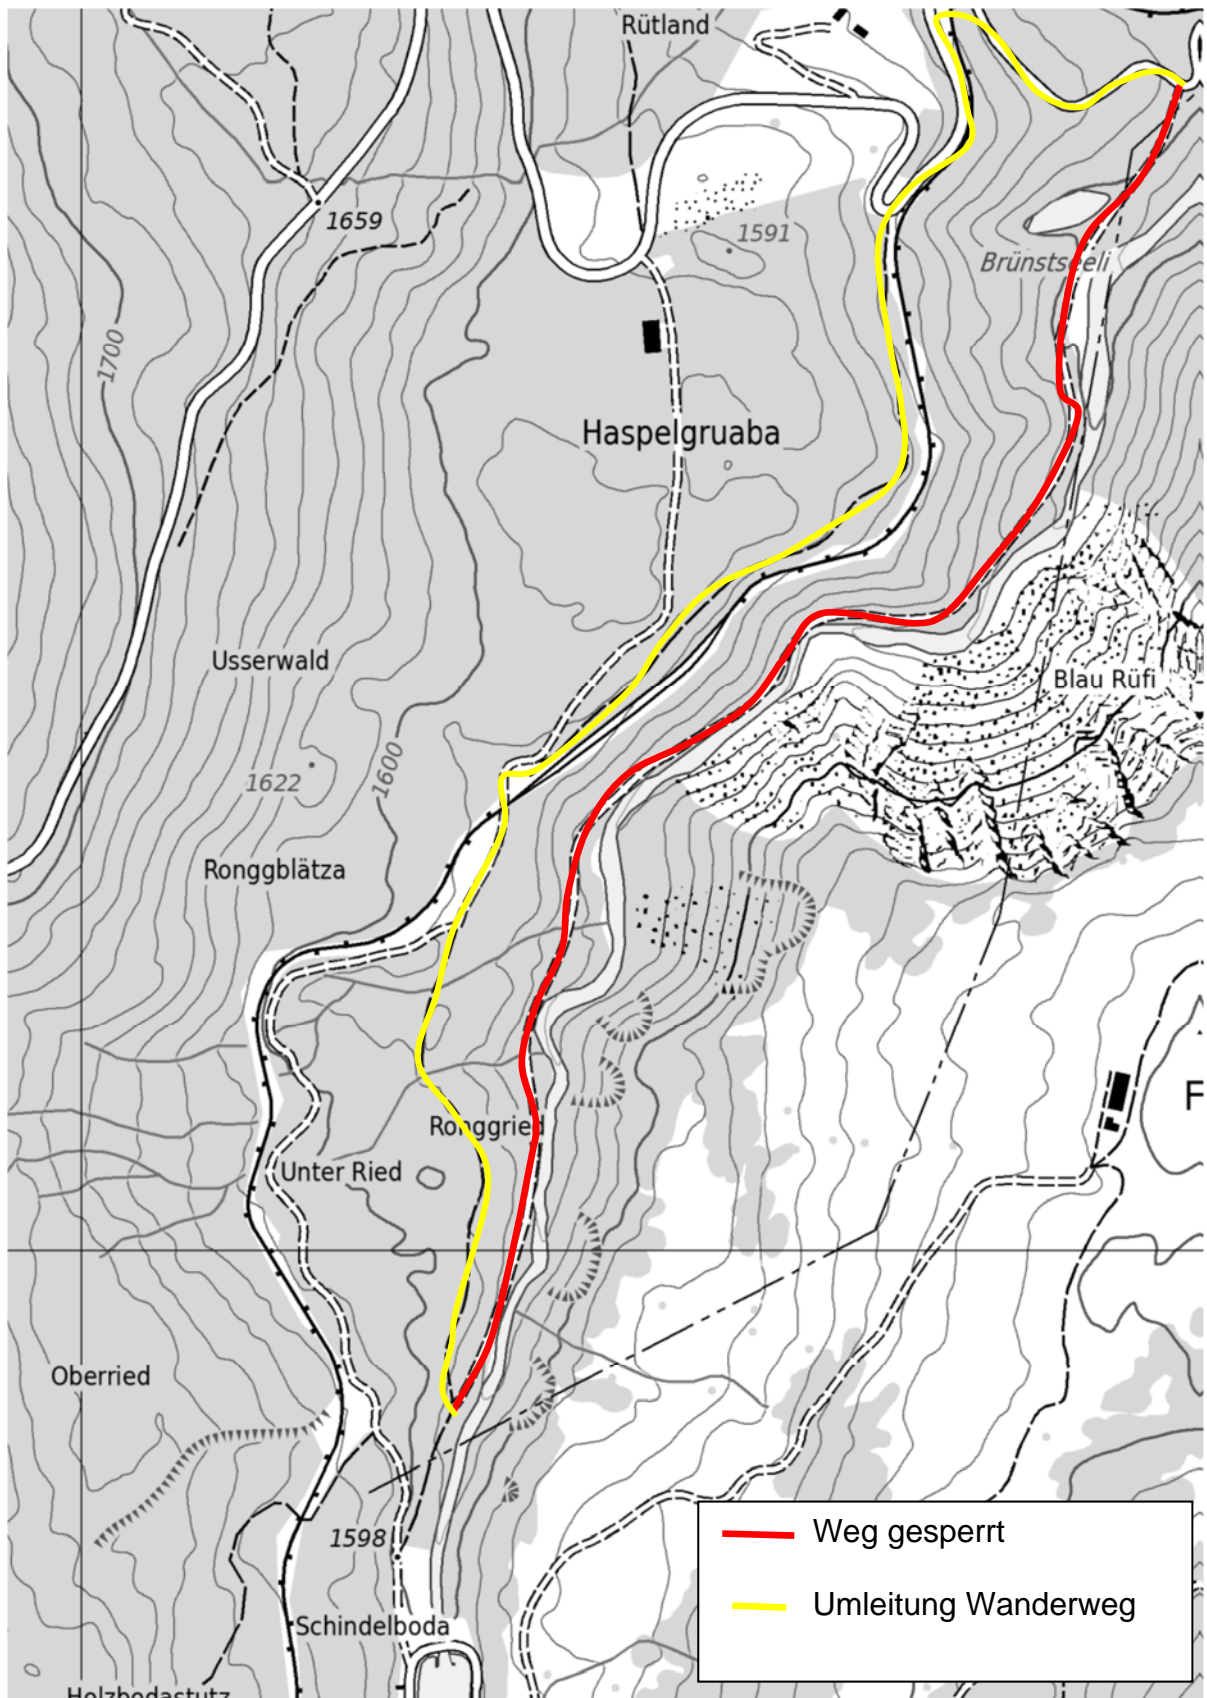 Rütland
1659
1591
Brünstseeli
1700
Haspelgruaba
Usserwald
Blau Rüfi
1622
1600
Ronggblätza
F
Ronggried
Unter Ried
Oberried
1598
Schindelboda
Holzbodastutz
Weg gesperrt
Umleitung Wanderweg